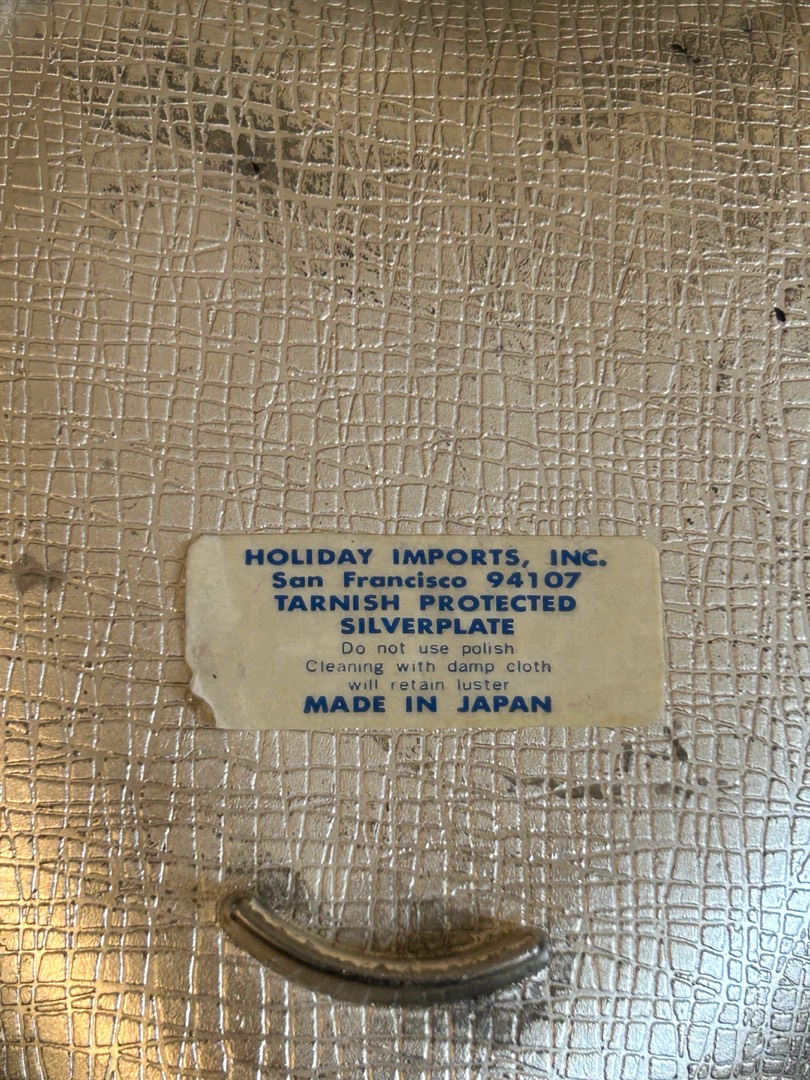 HOLIDAY IMPORTS, INC.
San Francisco 94107
TARNISH PROTECTED
SILVERPLATE
Do not use polish
Cleaning with damp cloth
will retain luster
MADE IN JAPAN